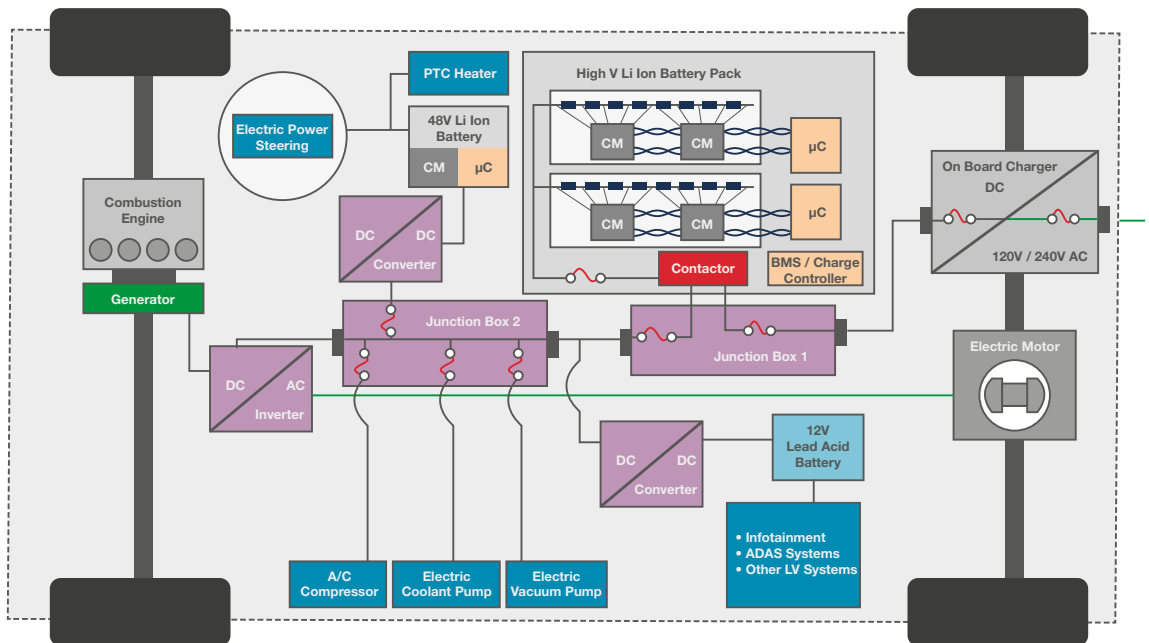 PTC Heater
High V Li Ion Battery Pack
Electric Power
Steering
48V Li Ion
Battery
CM
µC
CM
CM
µC
CM
CM
µC
On Board Charger
DC
120V / 240V AC
Combustion
Engine
DC
DC
Converter
Contactor
BMS / Charge
Controller
Generator
Junction Box 2
Junction Box 1
Electric Motor
DC
AC
Inverter
12V
Lead Acid
Battery
DC
DC
Converter
• Infotainment
• ADAS Systems
• Other LV Systems
A/C
Compressor
Electric
Coolant Pump
Electric
Vacuum Pump